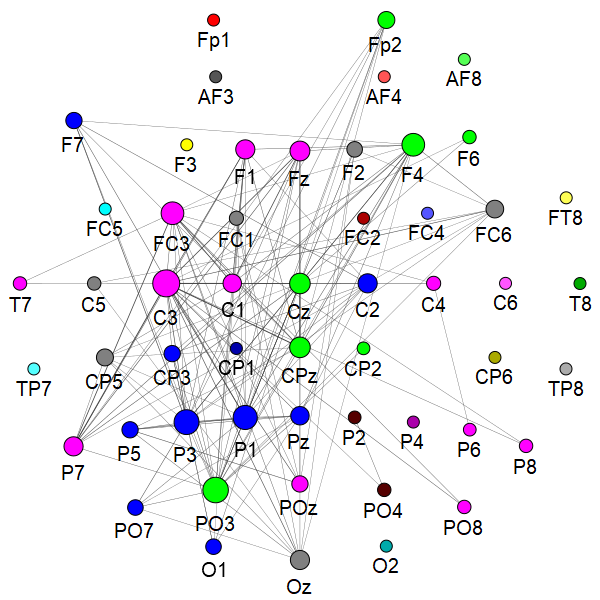 Fp1 Fp2
AF3 AF4 AF8
F7 F3 F1 Fz F2 F4 F6
FC5 FC3 FC1 FC2 FC4 FC6 FT8
T7 C5 C3 C1 Cz C2 C4 C6 T8
TP7 CP5 CP3 CP1 CPz CP2 CP6 TP8
P7 P5 P3 P1 Pz P2 P4 P6 P8
PO7 PO3 POz PO4 PO8
O1 Oz O2